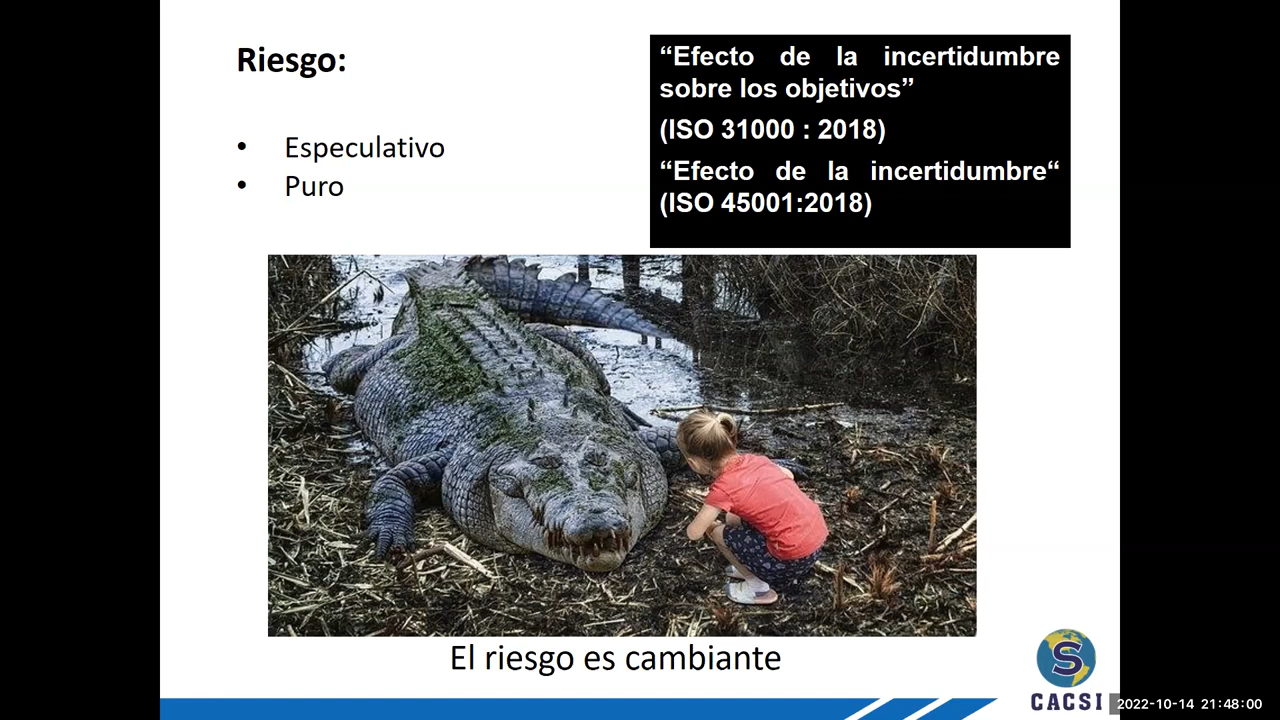 Riesgo:
• Especulativo
• Puro
“Efecto de la incertidumbre
sobre los objetivos”
(ISO 31000 : 2018)
“Efecto de la incertidumbre“
(ISO 45001:2018)
El riesgo es cambiante
S
CACSI
2022-10-14 21:48:00